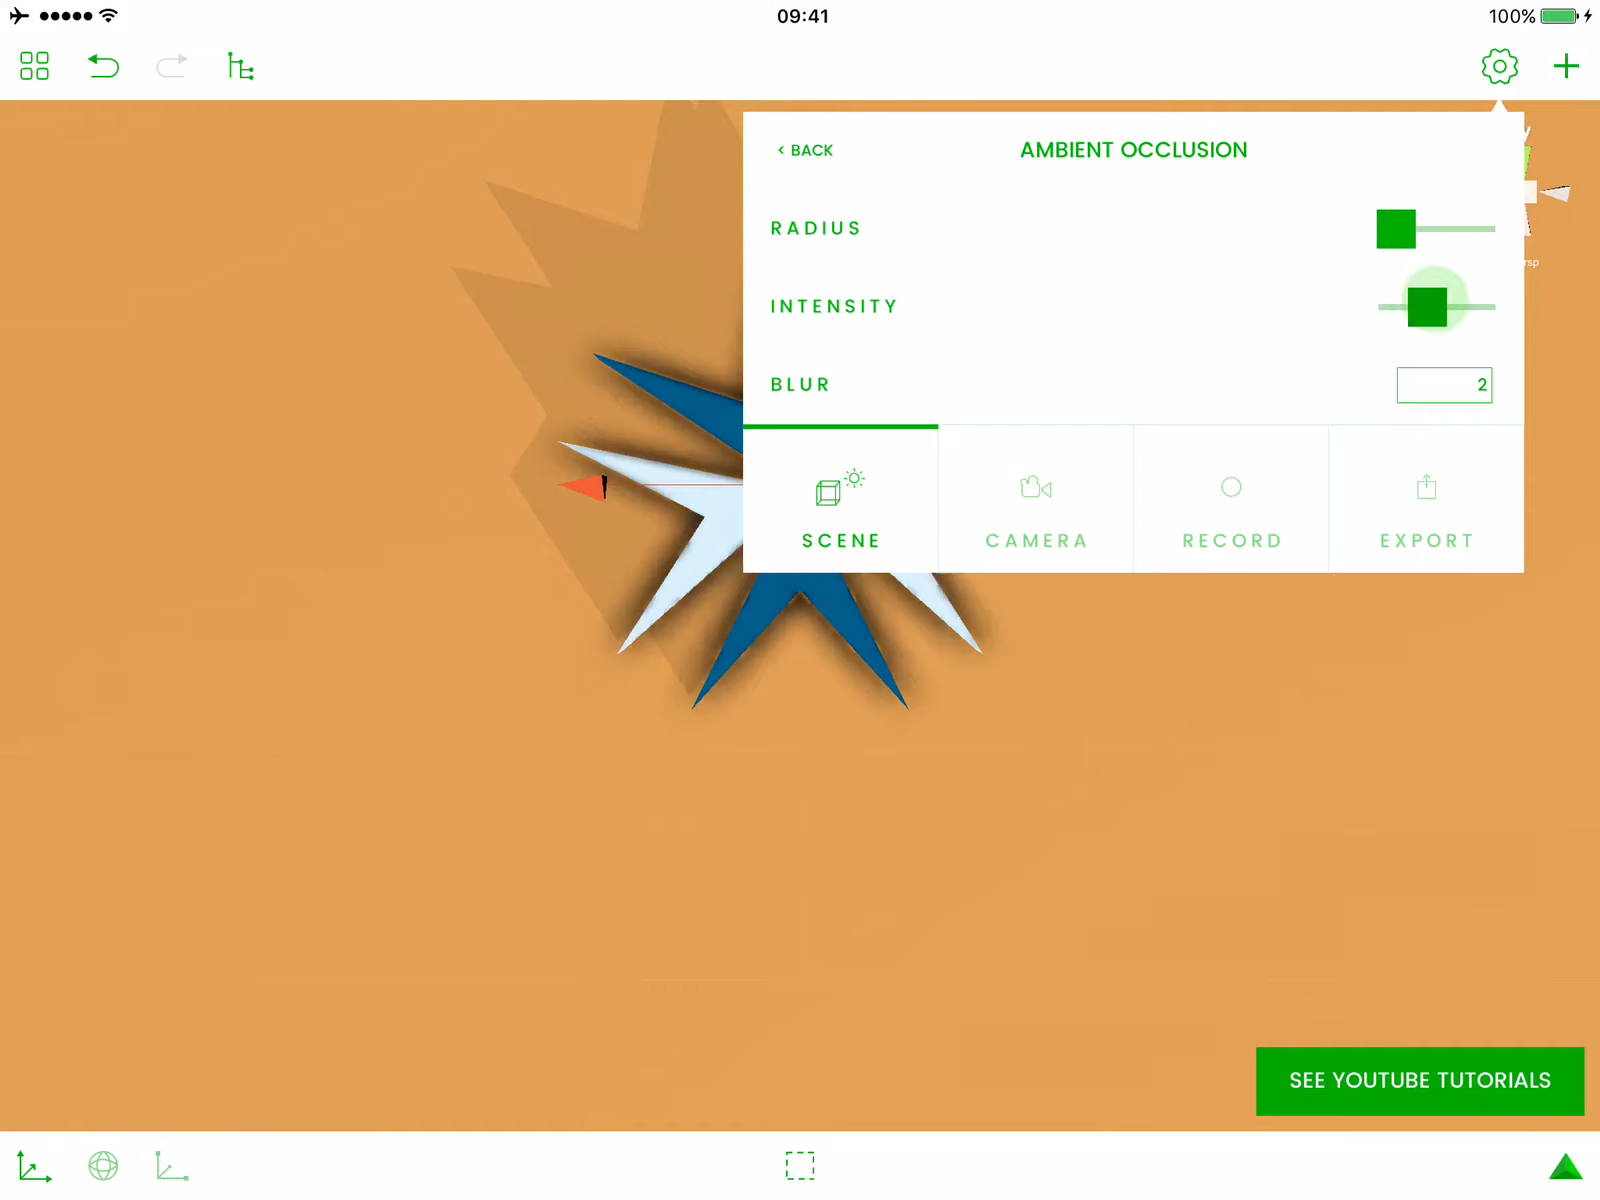 09:41
100%
< BACK
AMBIENT OCCLUSION
RADIUS
INTENSITY
BLUR
2
SCENE
CAMERA
RECORD
EXPORT
SEE YOUTUBE TUTORIALS